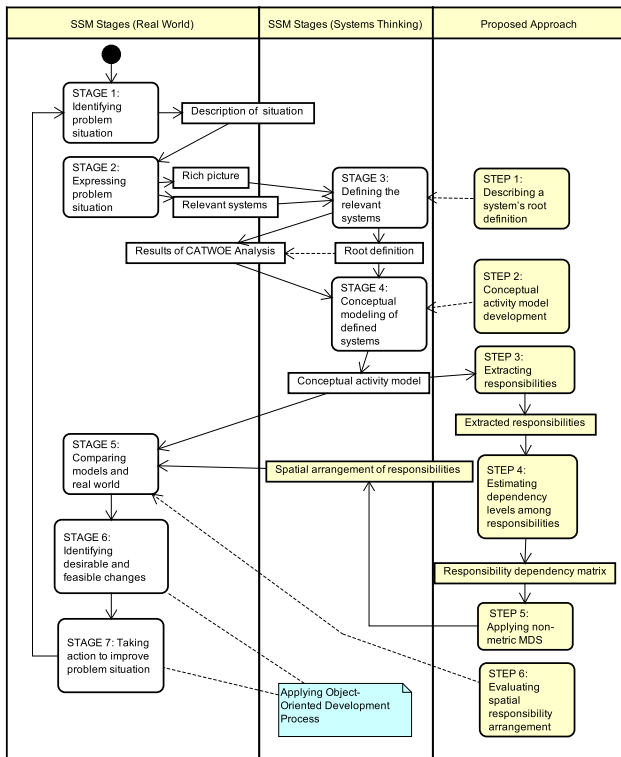 SSM Stages (Real World)
SSM Stages (Systems Thinking)
Proposed Approach
STAGE 1:
Identifying
problem
situation
Description of situation
STAGE 2:
Expressing
problem
situation
Rich picture
Relevant systems
STAGE 3:
Defining the
relevant
systems
STEP 1:
Describing a
system's root
definition
Results of CATWOE Analysis
Root definition
STAGE 4:
Conceptual
modeling of
defined
systems
STEP 2:
Conceptual
activity model
development
Conceptual activity model
STEP 3:
Extracting
responsibilities
Extracted responsibilities
STAGE 5:
Comparing
models and
real world
Spatial arrangement of responsibilities
STEP 4:
Estimating
dependency
levels among
responsibilities
STAGE 6:
Identifying
desirable and
feasible changes
Responsibility dependency matrix
STEP 5:
Applying non-
metric MDS
STAGE 7: Taking
action to improve
problem situation
Applying Object-
Oriented Development
Process
STEP 6:
Evaluating
spatial
responsibility
arrangement